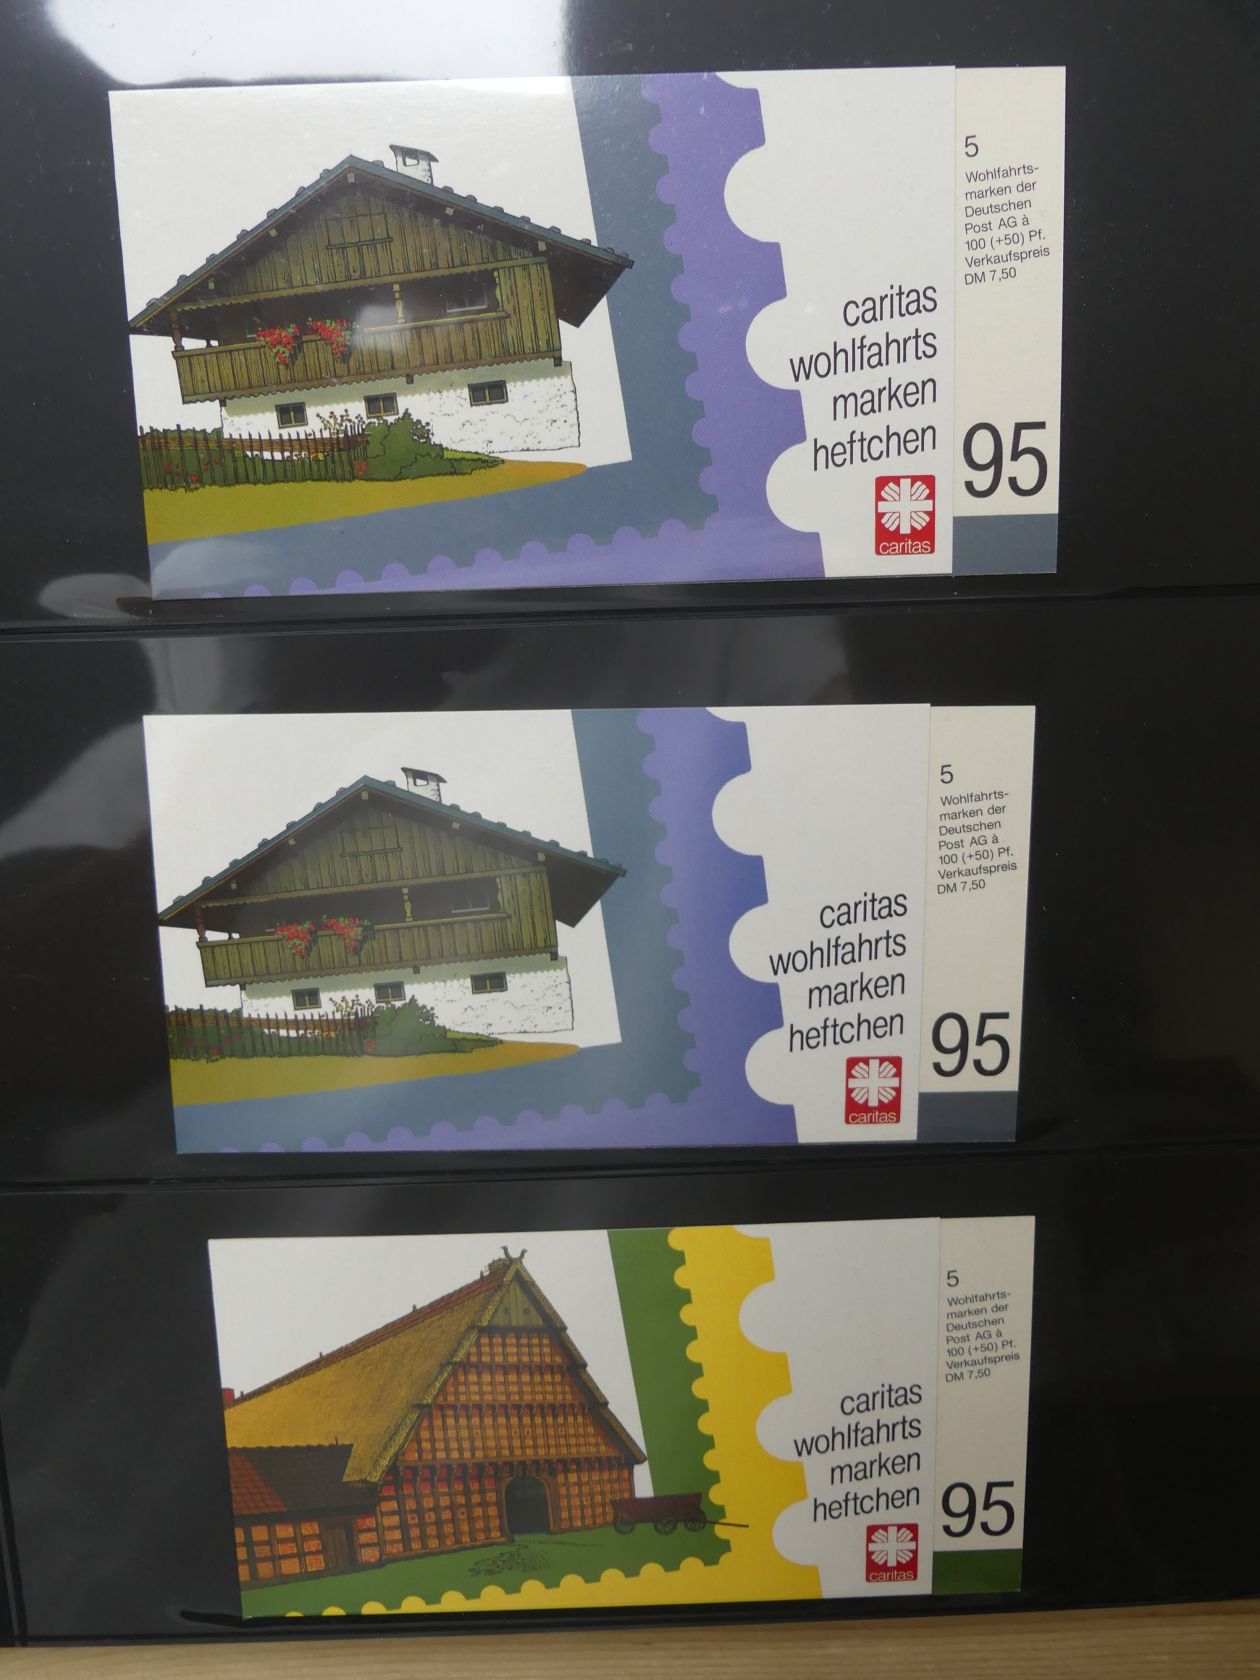 5
Wohlfahrts-
marken der
Deutschen
Post AG à
100 (+50) Pf.
Verkaufspreis
DM 7,50
caritas
wohlfahrts
marken
heftchen
95
caritas
5
Wohlfahrts-
marken der
Deutschen
Post AG à
100 (+50) Pf.
Verkaufspreis
DM 7,50
caritas
wohlfahrts
marken
heftchen
95
caritas
5
Wohlfahrts-
marken der
Deutschen
Post AG à
100 (+50) Pf.
Verkaufspreis
DM 7,50
caritas
wohlfahrts
marken
heftchen
95
caritas